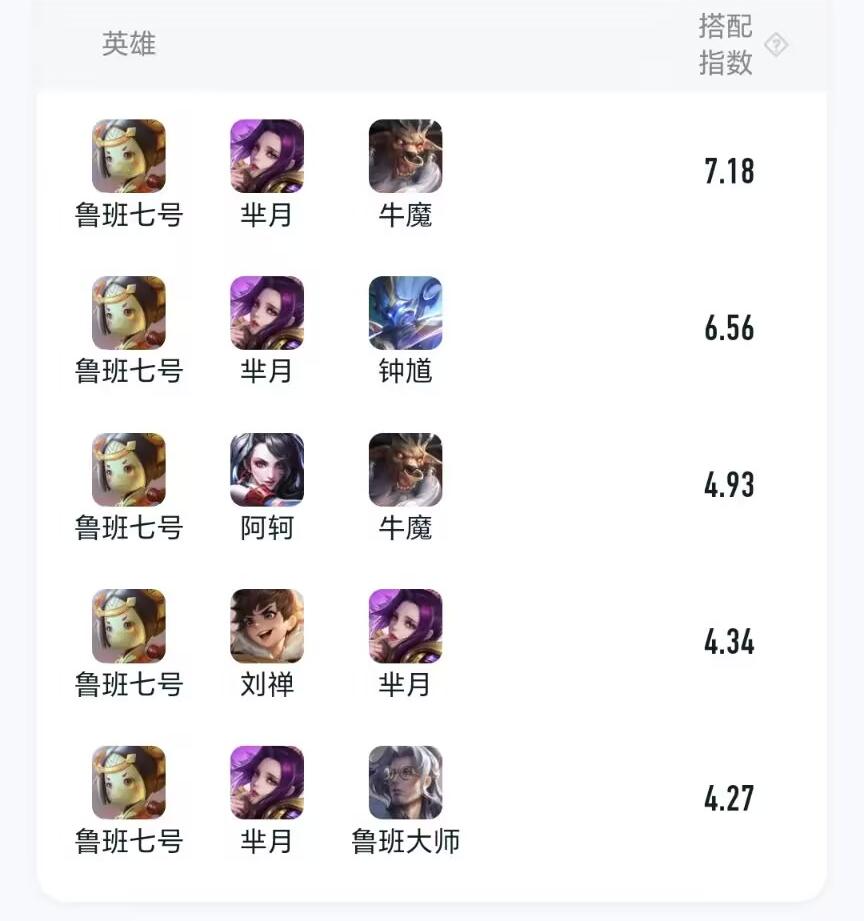 英雄
搭配
指数
?
鲁班七号 芈月 牛魔
7.18
鲁班七号 芈月 钟馗
6.56
鲁班七号 阿轲 牛魔
4.93
鲁班七号 刘禅 芈月
4.34
鲁班七号 芈月 鲁班大师
4.27